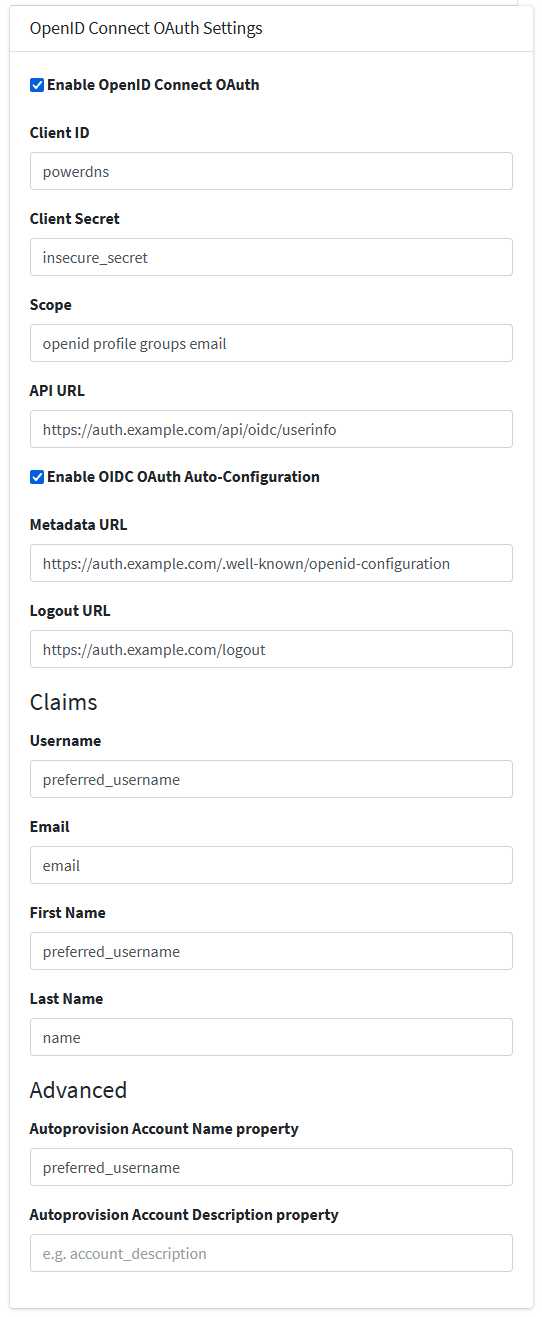 OpenID Connect OAuth Settings
Enable OpenID Connect OAuth
Client ID
powerdns
Client Secret
insecure_secret
Scope
openid profile groups email
API URL
https://auth.example.com/api/oidc/userinfo
Enable OIDC OAuth Auto-Configuration
Metadata URL
https://auth.example.com/.well-known/openid-configuration
Logout URL
https://auth.example.com/logout
Claims
Username
preferred_username
Email
email
First Name
preferred_username
Last Name
name
Advanced
Autoprovision Account Name property
preferred_username
Autoprovision Account Description property
e.g. account_description